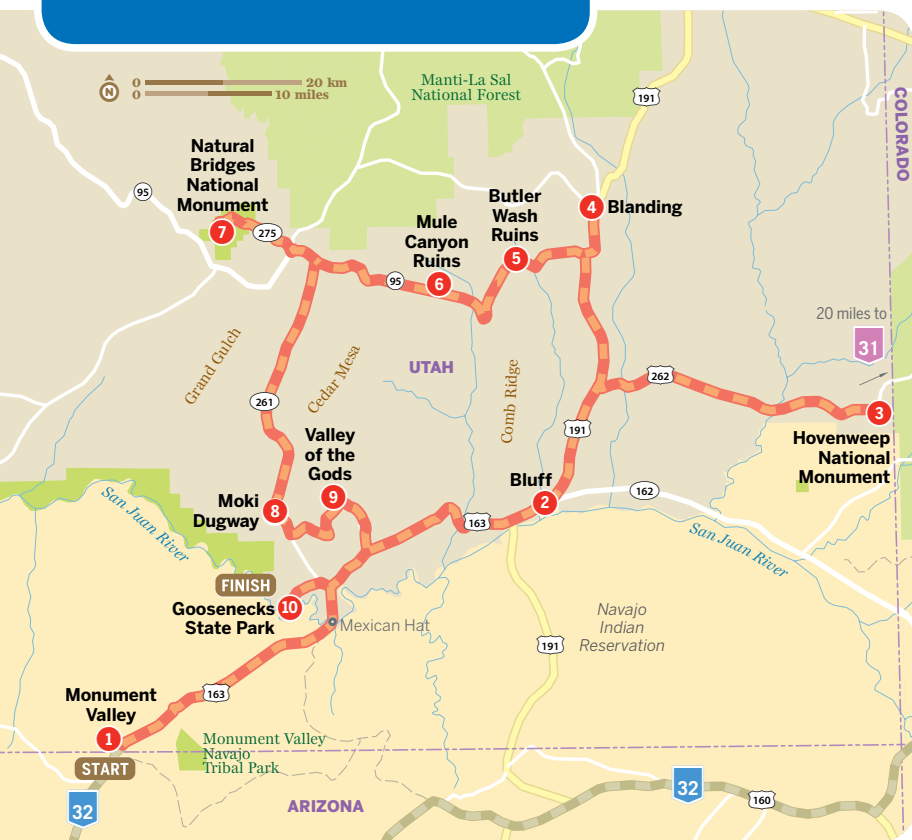 0 20 km
0 10 miles
N
Manti-La Sal
National Forest
191
COLORADO
Natural
Bridges
National
Monument
95
7
275
Butler
Wash
Ruins
5
4 Blanding
Mule
Canyon
Ruins
6
95
20 miles to
31
Grand Gulch
Cedar Mesa
UTAH
Comb Ridge
262
261
191
3
Hovenweep
National
Monument
Valley
of the
Gods
9
Bluff
2
162
Moki
Dugway
8
163
San Juan River
San Juan River
FINISH
Goosenecks
State Park
10
Mexican Hat
Navajo
Indian
Reservation
191
163
Monument
Valley
1
START
Monument Valley
Navajo
Tribal Park
32
ARIZONA
32
160